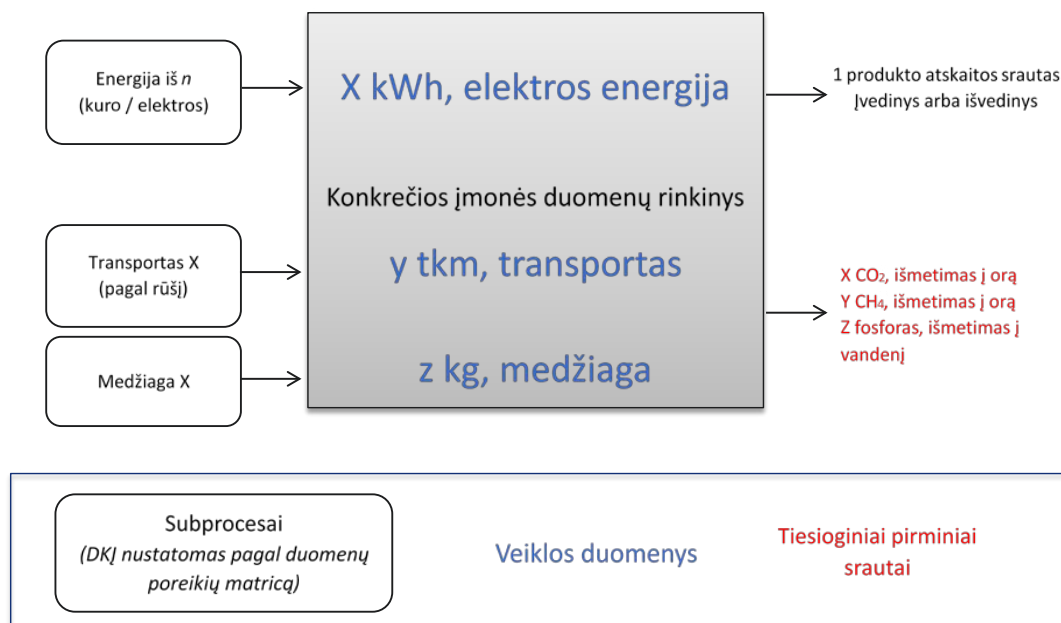 Energija iš n
(kuro / elektros)
X kWh, elektros energija
1 produkto atskaitos srautas
Įvedinys arba išvedinys
Konkrečios įmonės duomenų rinkinys
Transportas X
(pagal rūšį)
y tkm, transportas
X CO₂, išmetimas į orą
Y CH₄, išmetimas į orą
Z fosforas, išmetimas į
vandenį
Medžiaga X
z kg, medžiaga
Subprocesai
(DKĮ nustatomas pagal duomenų
poreikių matricą)
Veiklos duomenys
Tiesioginiai pirminiai
srautai